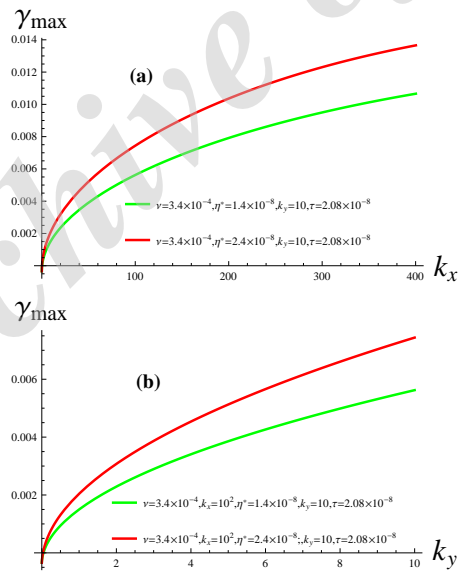 γmax
0.014
0.012
(a)
0.010
0.008
0.006
0.004
ν=3.4×10⁻⁴,η*=1.4×10⁻⁸,ky=10,τ=2.08×10⁻⁸
0.002
ν=3.4×10⁻⁴,η*=2.4×10⁻⁸,ky=10,τ=2.08×10⁻⁸
100 200 300 400 kx
γmax
(b)
0.006
0.004
0.002
ν=3.4×10⁻⁴,kx=10²,η*=1.4×10⁻⁸,ky=10,τ=2.08×10⁻⁸
ν=3.4×10⁻⁴,kx=10²,η*=2.4×10⁻⁸;,ky=10,τ=2.08×10⁻⁸
0 2 4 6 8 10 ky